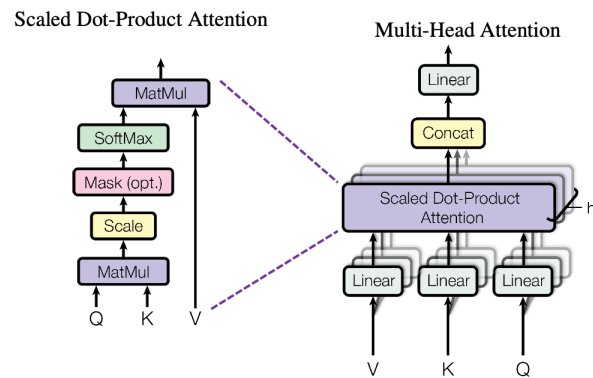 Scaled Dot-Product Attention
MatMul
SoftMax
Mask (opt.)
Scale
MatMul
Q K V
Multi-Head Attention
Linear
Concat
Scaled Dot-Product
Attention
Linear Linear Linear
V K Q